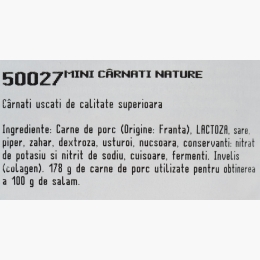 50027 MINI CÂRNATI NATURE
Cârnati uscati de calitate superioara
Ingrediente: Carne de porc (Origine: Franta), LACTOZA, sare,
piper, zahar, dextroza, usturoi, nucsoara, conservanti: nitrat
de potasiu si nitrit de sodiu, cuisoare, fermenti. Invelis
(colagen). 178 g de carne de porc utilizate pentru obtinerea
a 100 g de salam.